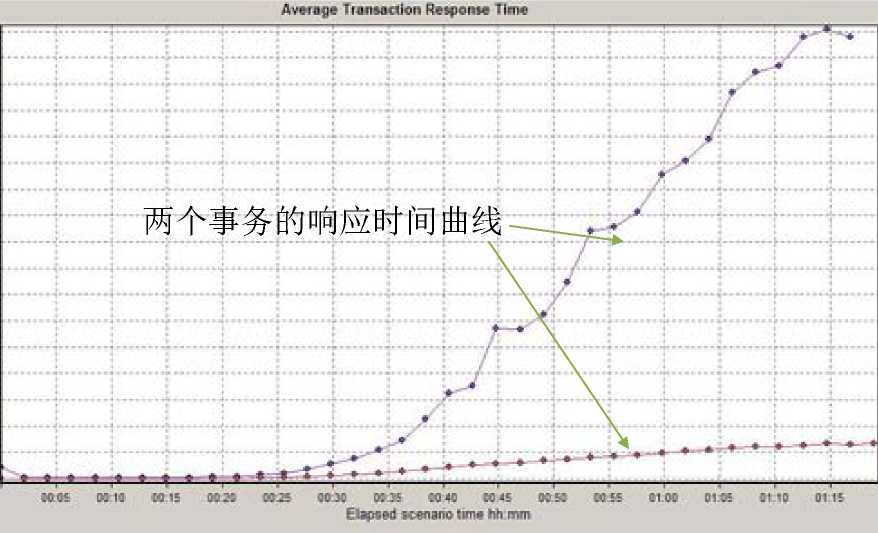 Average Transaction Response Time
两个事务的响应时间曲线
00:05 00:10 00:15 00:20 00:25 00:30 00:35 00:40 00:45 00:50 00:55 01:00 01:05 01:10 01:15
Elapsed scenario time hh:mm